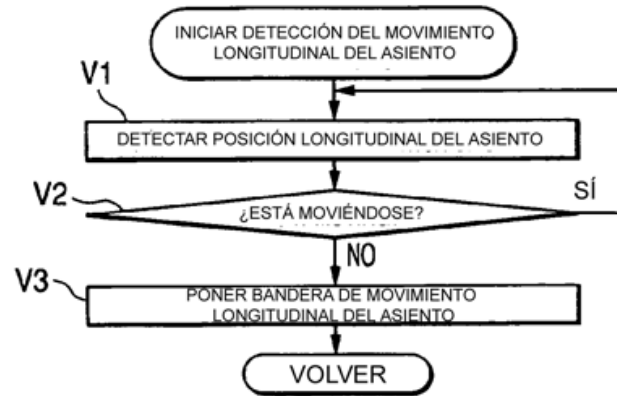 INICIAR DETECCIÓN DEL MOVIMIENTO
LONGITUDINAL DEL ASIENTO
V1
DETECTAR POSICIÓN LONGITUDINAL DEL ASIENTO
SÍ
V2
¿ESTÁ MOVIÉNDOSE?
NO
V3
PONER BANDERA DE MOVIMIENTO
LONGITUDINAL DEL ASIENTO
VOLVER